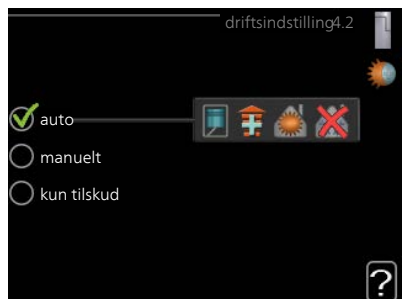 driftsindstilling4.2
auto
manuelt
kun tilskud
?